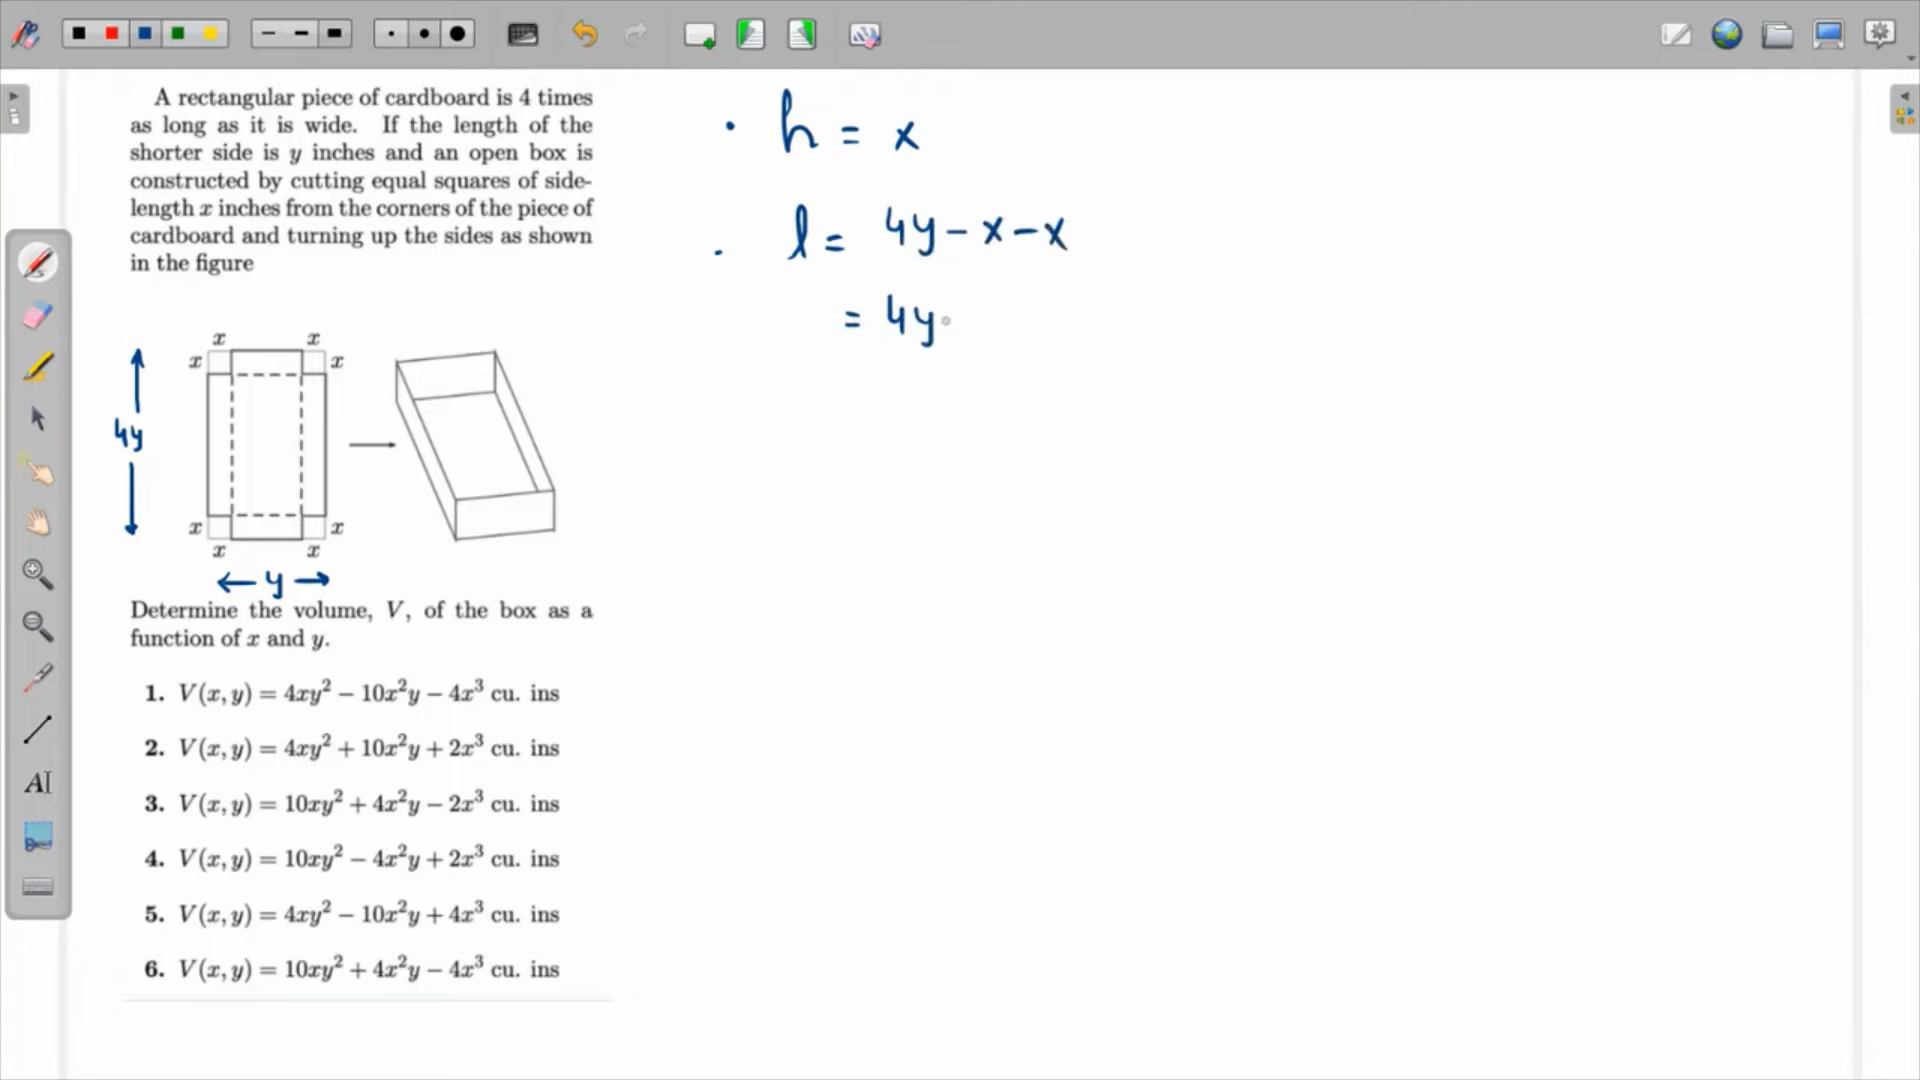 A rectangular piece of cardboard is 4 times
as long as it is wide. If the length of the
shorter side is y inches and an open box is
constructed by cutting equal squares of side-
length x inches from the corners of the piece of
cardboard and turning up the sides as shown
in the figure
x x
x x
4y
x x
x x
← y →
Determine the volume, V, of the box as a
function of x and y.
1. V(x, y) = 4xy² − 10x²y − 4x³ cu. ins
2. V(x, y) = 4xy² + 10x²y + 2x³ cu. ins
3. V(x, y) = 10xy² + 4x²y − 2x³ cu. ins
4. V(x, y) = 10xy² − 4x²y + 2x³ cu. ins
5. V(x, y) = 4xy² − 10x²y + 4x³ cu. ins
6. V(x, y) = 10xy² + 4x²y − 4x³ cu. ins
· h = x
· l = 4y - x - x
= 4y
AI